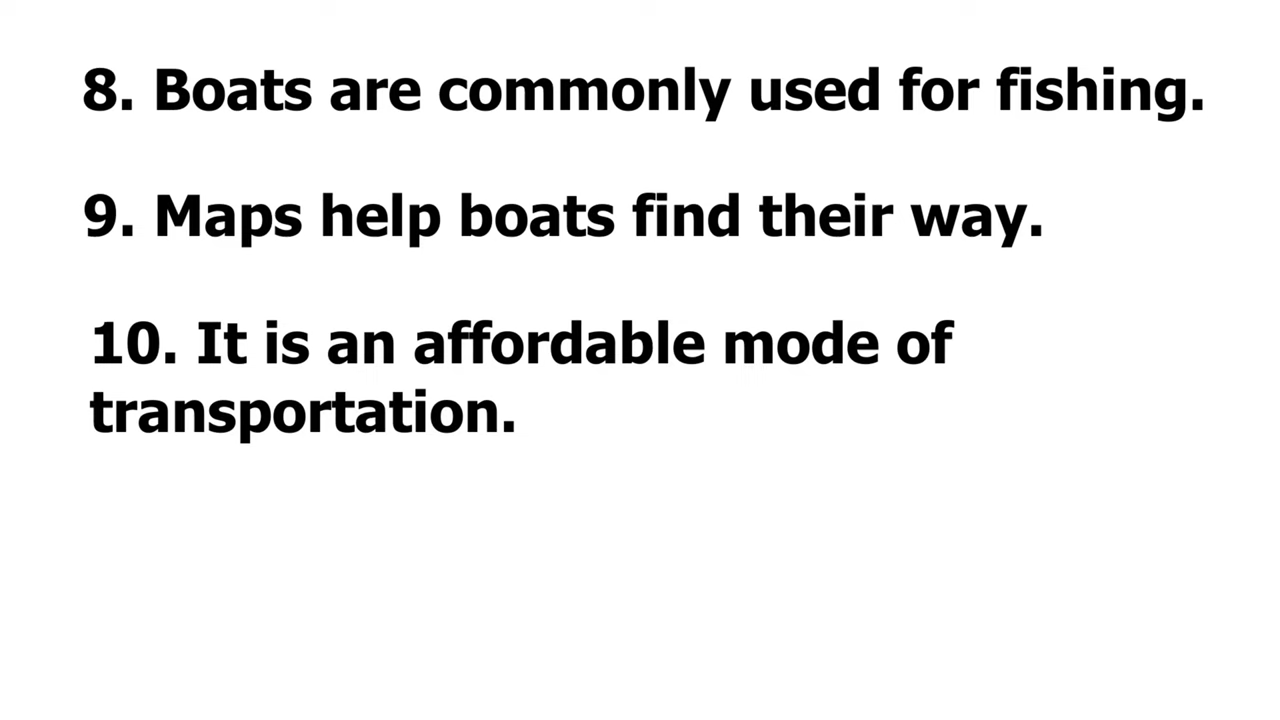 8. Boats are commonly used for fishing.
9. Maps help boats find their way.
10. It is an affordable mode of
transportation.